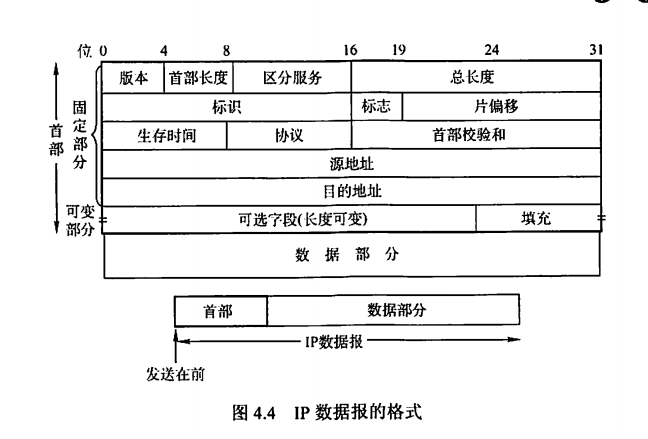 位 0 4 8 16 19 24 31
版本 首部长度 区分服务 总长度
标识 标志 片偏移
生存时间 协议 首部校验和
源地址
目的地址
可选字段(长度可变) 填充
数据部分
首部
固定部分
可变部分
首部 数据部分
IP数据报
发送在前
图 4.4 IP 数据报的格式